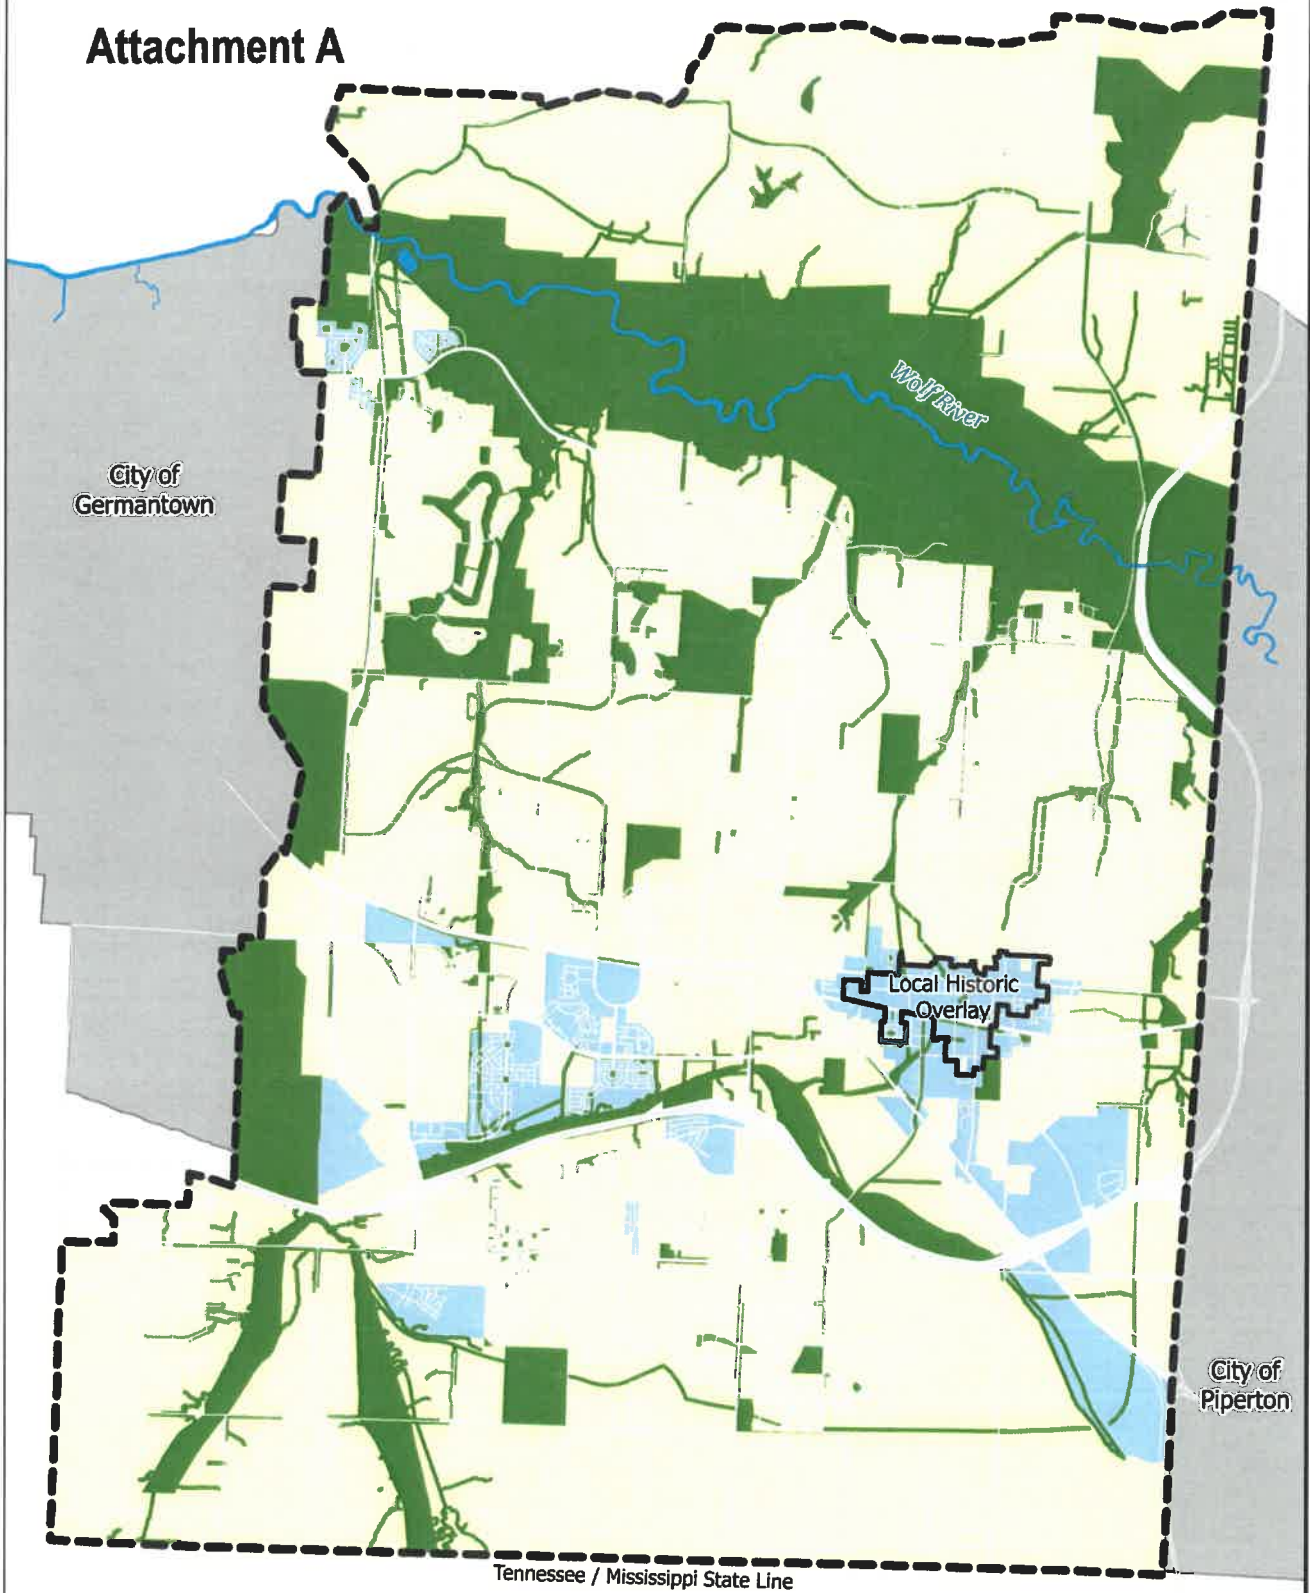 Attachment A
Wolf River
City of
Germantown
Local Historic
Overlay
City of
Piperton
Tennessee / Mississippi State Line